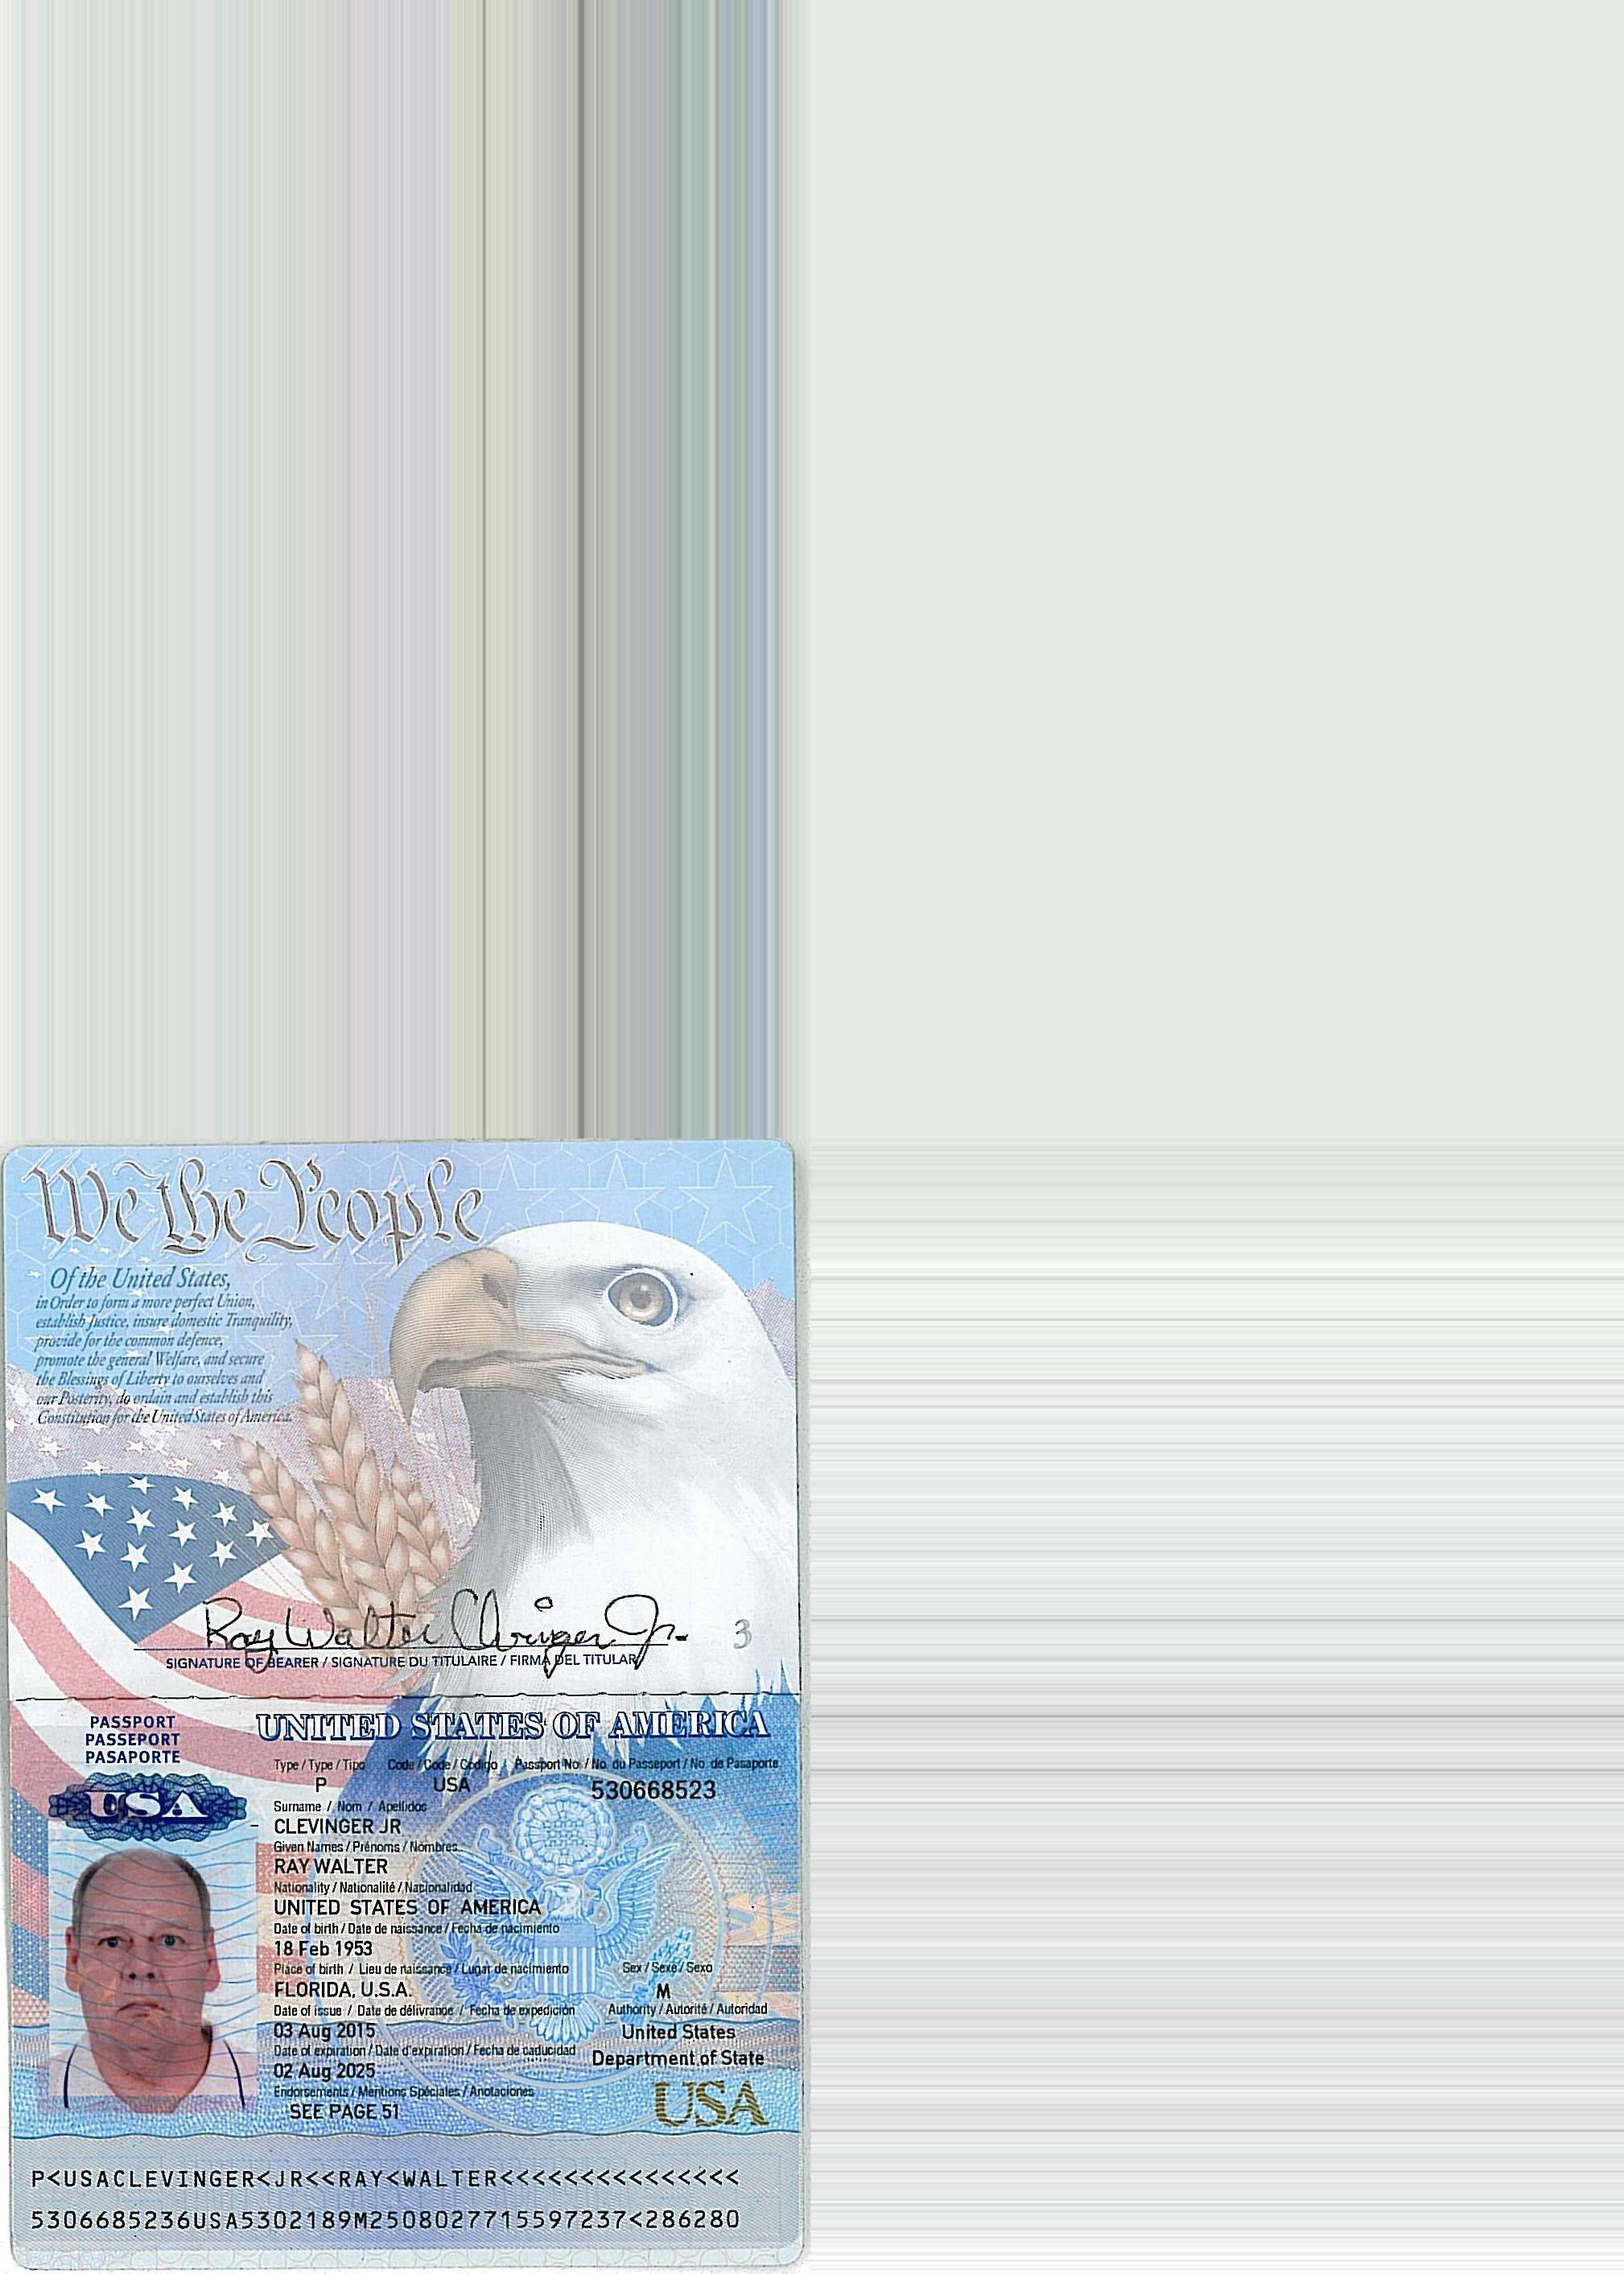 We the People
Of the United States,
in Order to form a more perfect Union,
establish Justice, insure domestic Tranquility,
provide for the common defence,
promote the general Welfare, and secure
the Blessings of Liberty to ourselves and
our Posterity, do ordain and establish this
Constitution for the United States of America.
Ray Walter Clevinger Jr.
3
SIGNATURE OF BEARER / SIGNATURE DU TITULAIRE / FIRMA DEL TITULAR
PASSPORT
PASSEPORT
PASAPORTE
USA
UNITED STATES OF AMERICA
Type / Type / Tipo Code / Code / Codigo Passport No. / No. du Passeport / No. de Pasaporte
P USA 530668523
Surname / Nom / Apellidos
CLEVINGER JR
Given Names / Prénoms / Nombres
RAY WALTER
Nationality / Nationalité / Nacionalidad
UNITED STATES OF AMERICA
Date of birth / Date de naissance / Fecha de nacimiento
18 Feb 1953
Place of birth / Lieu de naissance / Lugar de nacimiento Sex / Sexe / Sexo
FLORIDA, U.S.A. M
Date of issue / Date de délivrance / Fecha de expedición Authority / Autorité / Autoridad
03 Aug 2015 United States
Date of expiration / Date d'expiration / Fecha de caducidad Department of State
02 Aug 2025
Endorsements / Mentions Spéciales / Anotaciones
SEE PAGE 51
USA
P<USACLEVINGER<JR<<RAY<WALTER<<<<<<<<<<<<<<<
5306685236USA5302189M2508027715597237<286280